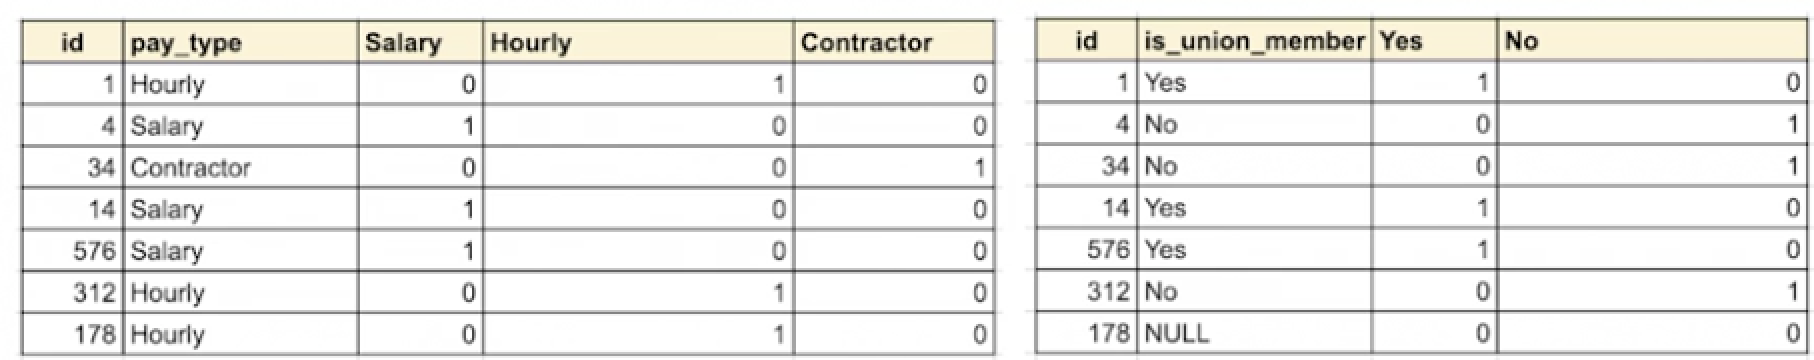 id pay_type Salary Hourly Contractor
1 Hourly 0 1 0
4 Salary 1 0 0
34 Contractor 0 0 1
14 Salary 1 0 0
576 Salary 1 0 0
312 Hourly 0 1 0
178 Hourly 0 1 0
id is_union_member Yes No
1 Yes 1 0
4 No 0 1
34 No 0 1
14 Yes 1 0
576 Yes 1 0
312 No 0 1
178 NULL 0 0